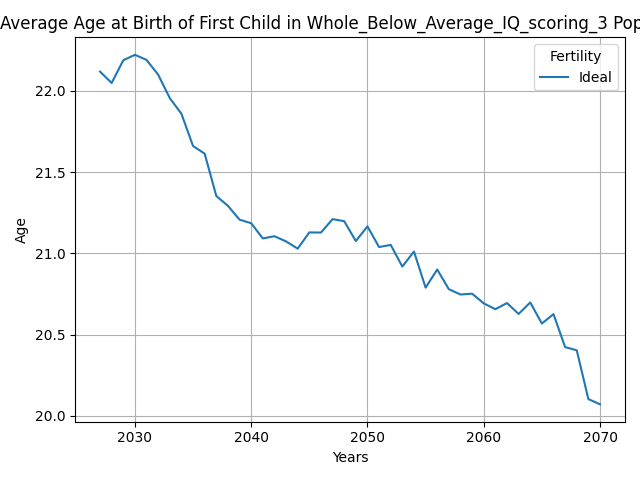 Average Age at Birth of First Child in Whole_Below_Average_IQ_scoring_3 Pop
Fertility
Ideal
22.0
21.5
21.0
20.5
20.0
Age
2030 2040 2050 2060 2070
Years